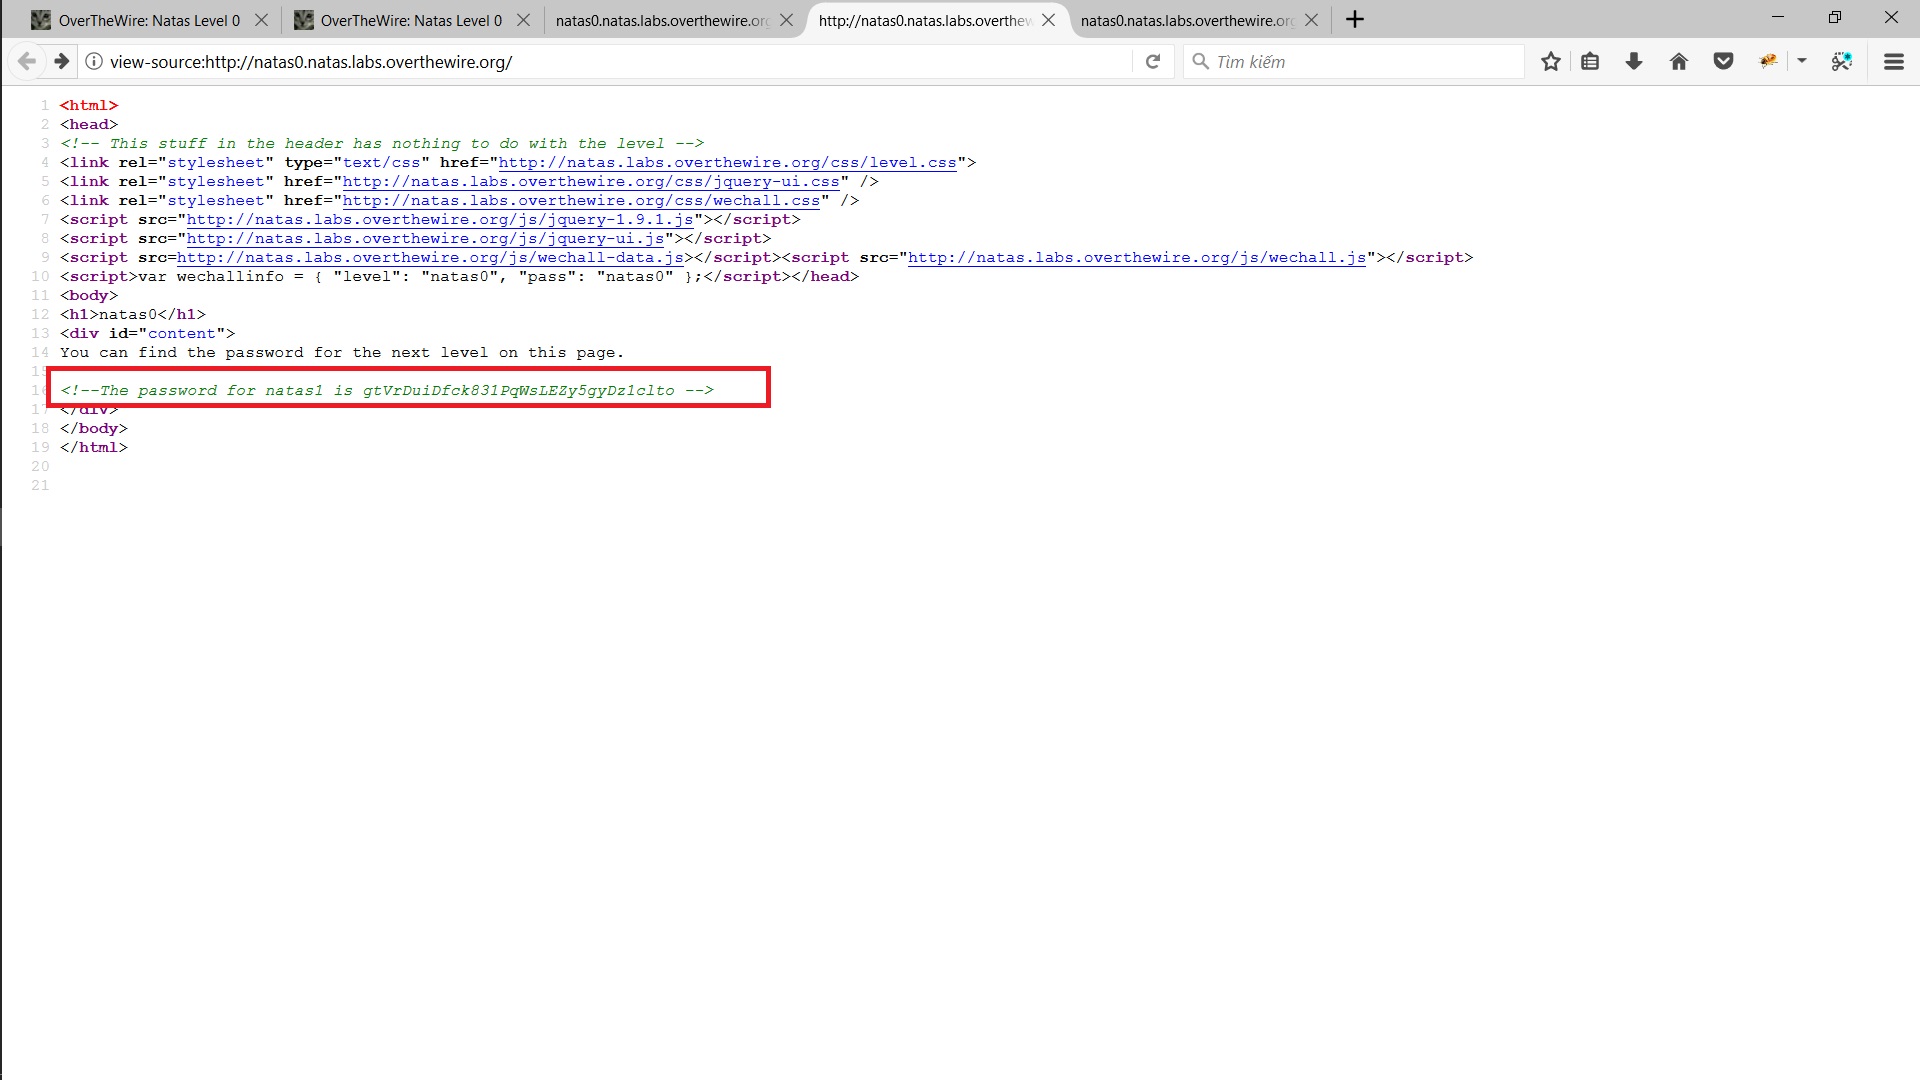 OverTheWire: Natas Level 0
OverTheWire: Natas Level 0
natas0.natas.labs.overthewire.org
http://natas0.natas.labs.overthew
natas0.natas.labs.overthewire.org
view-source:http://natas0.natas.labs.overthewire.org/
Tìm kiếm
1 <html>
2 <head>
3 <!-- This stuff in the header has nothing to do with the level -->
4 <link rel="stylesheet" type="text/css" href="http://natas.labs.overthewire.org/css/level.css">
5 <link rel="stylesheet" href="http://natas.labs.overthewire.org/css/jquery-ui.css" />
6 <link rel="stylesheet" href="http://natas.labs.overthewire.org/css/wechall.css" />
7 <script src="http://natas.labs.overthewire.org/js/jquery-1.9.1.js"></script>
8 <script src="http://natas.labs.overthewire.org/js/jquery-ui.js"></script>
9 <script src=http://natas.labs.overthewire.org/js/wechall-data.js></script><script src="http://natas.labs.overthewire.org/js/wechall.js"></script>
10 <script>var wechallinfo = { "level": "natas0", "pass": "natas0" };</script></head>
11 <body>
12 <h1>natas0</h1>
13 <div id="content">
14 You can find the password for the next level on this page.
15
16 <!--The password for natas1 is gtVrDuiDfck831PqWsLEZy5gyDz1clto -->
17 </div>
18 </body>
19 </html>
20
21